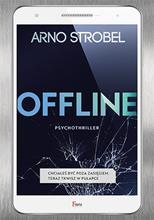 ARNO STROBEL
OFFLINE
PSYCHOTHRILLER
CHCIAŁEŚ BYĆ POZA ZASIĘGIEM
TERAZ TKWISZ W PUŁAPCE